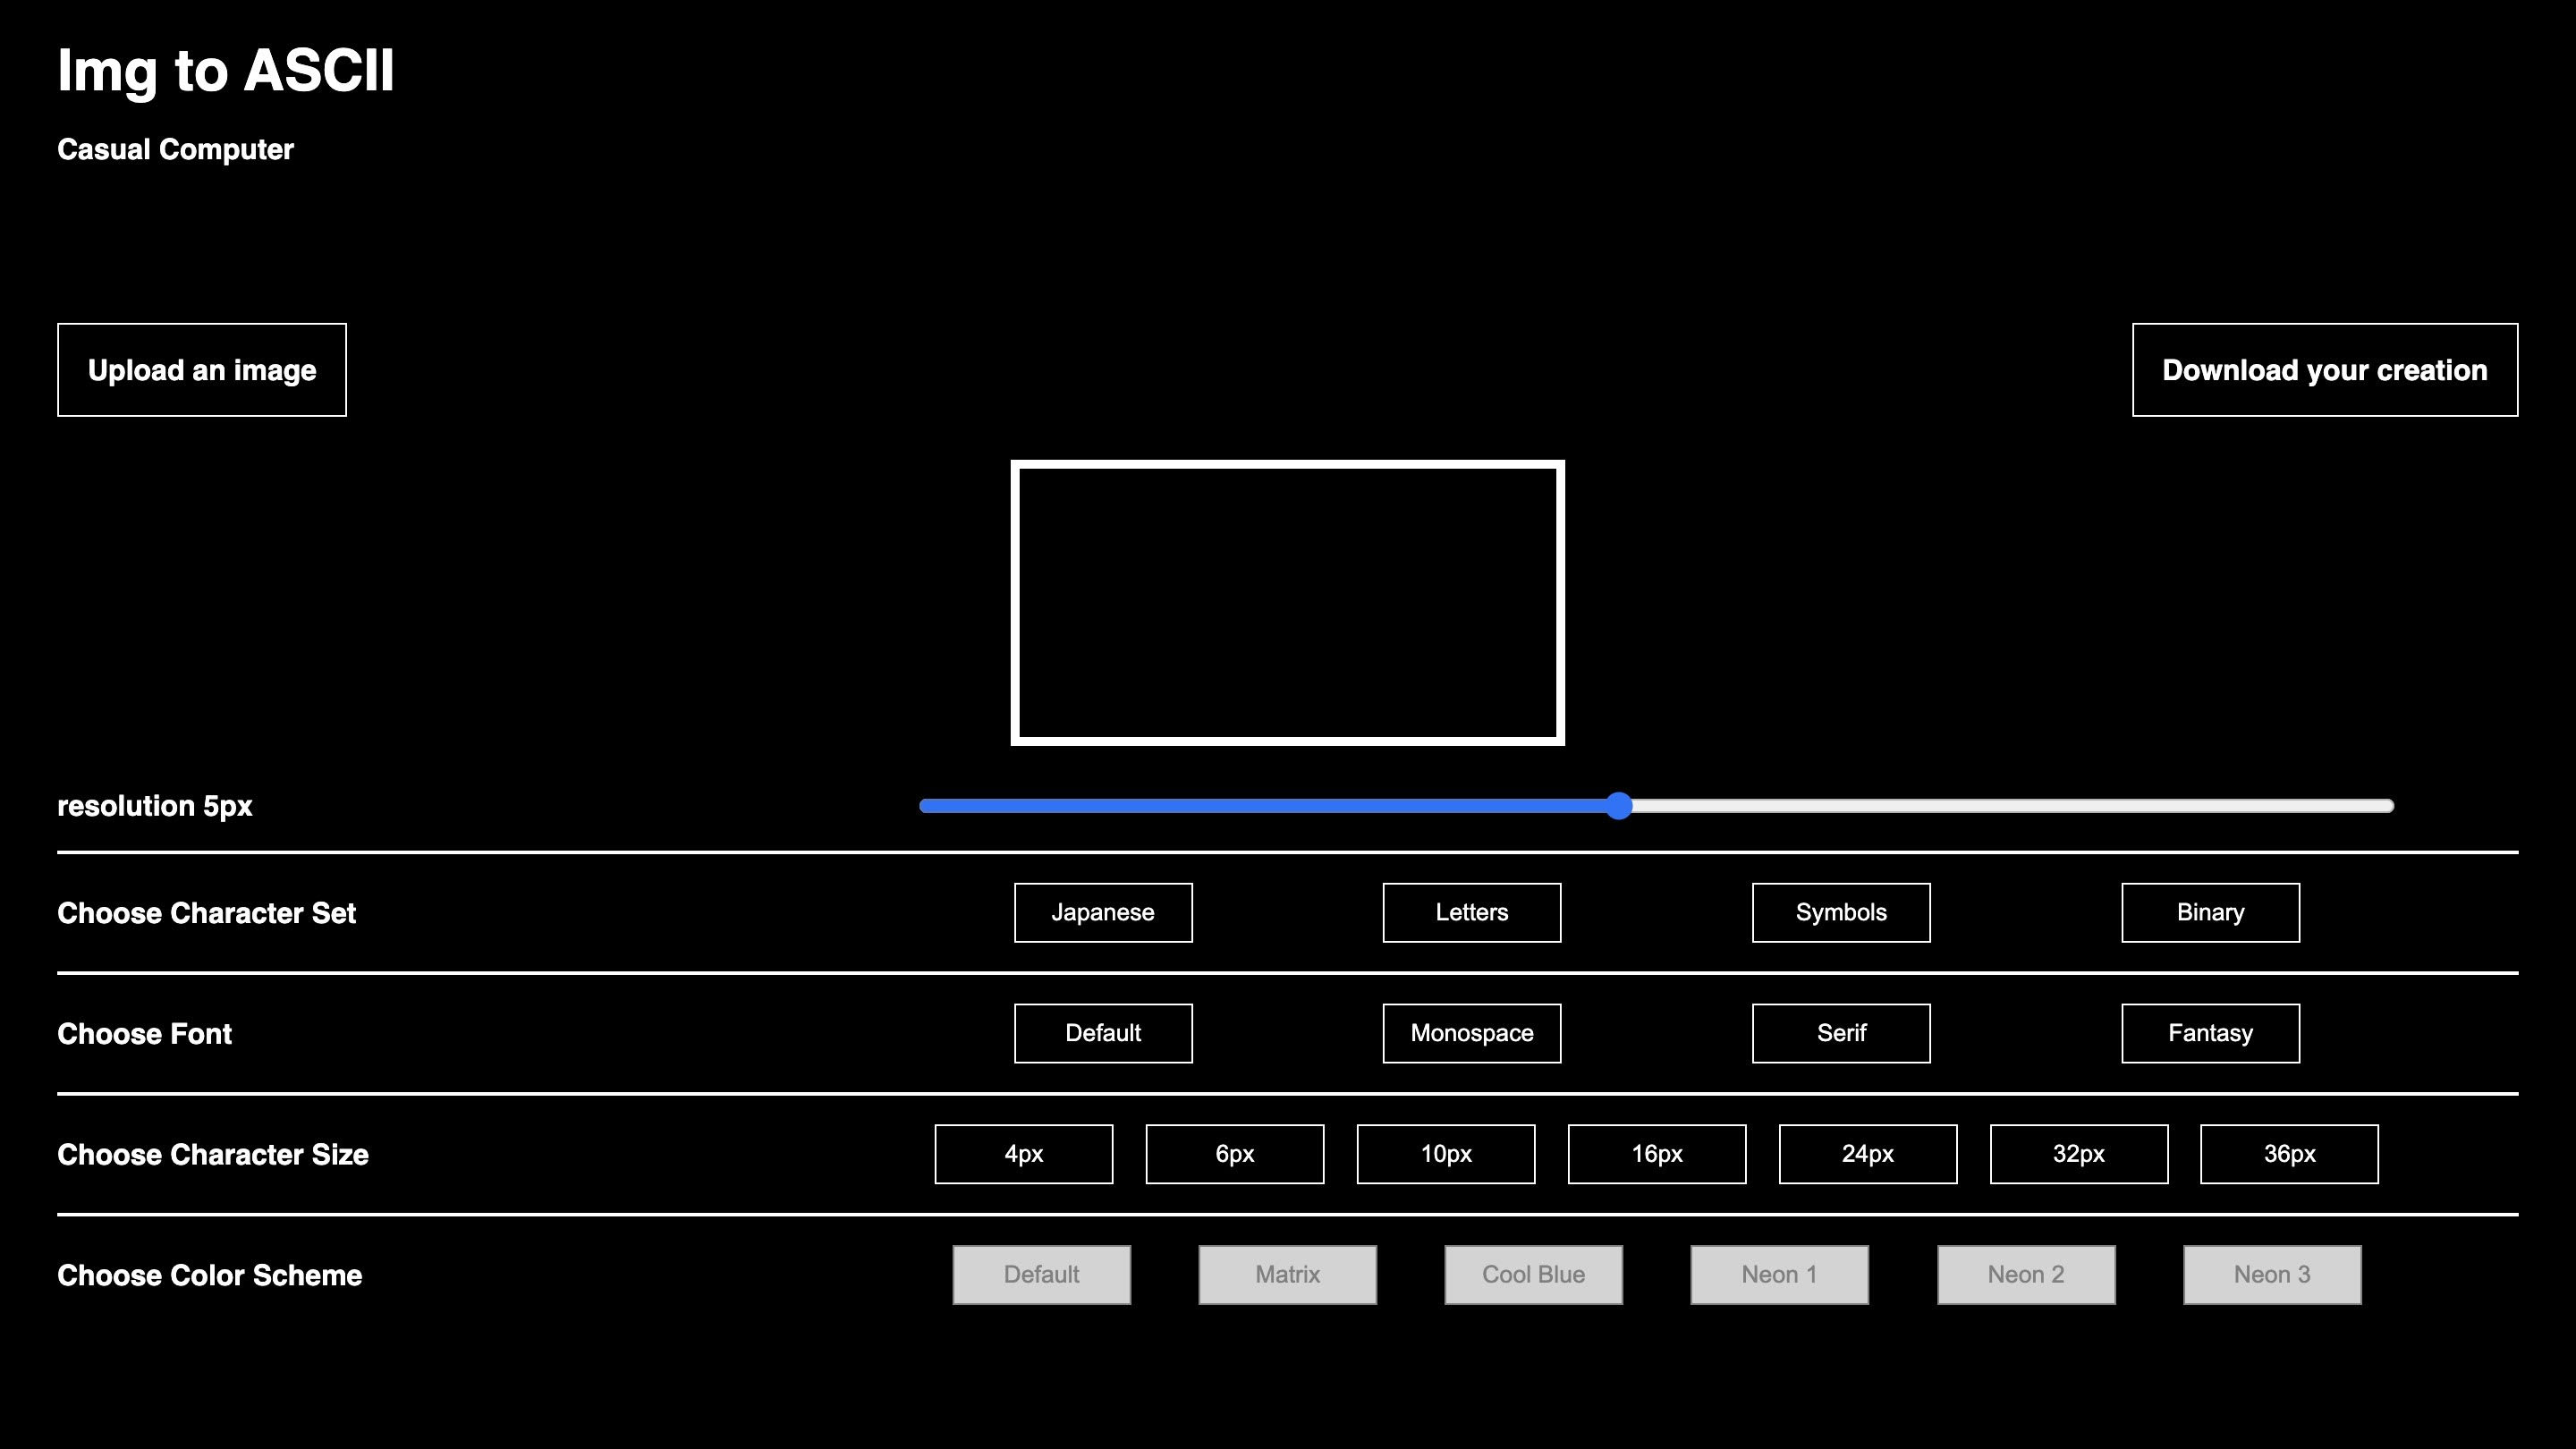 Img to ASCII
Casual Computer
Upload an image
Download your creation
resolution 5px
Choose Character Set
Japanese
Letters
Symbols
Binary
Choose Font
Default
Monospace
Serif
Fantasy
Choose Character Size
4px
6px
10px
16px
24px
32px
36px
Choose Color Scheme
Default
Matrix
Cool Blue
Neon 1
Neon 2
Neon 3